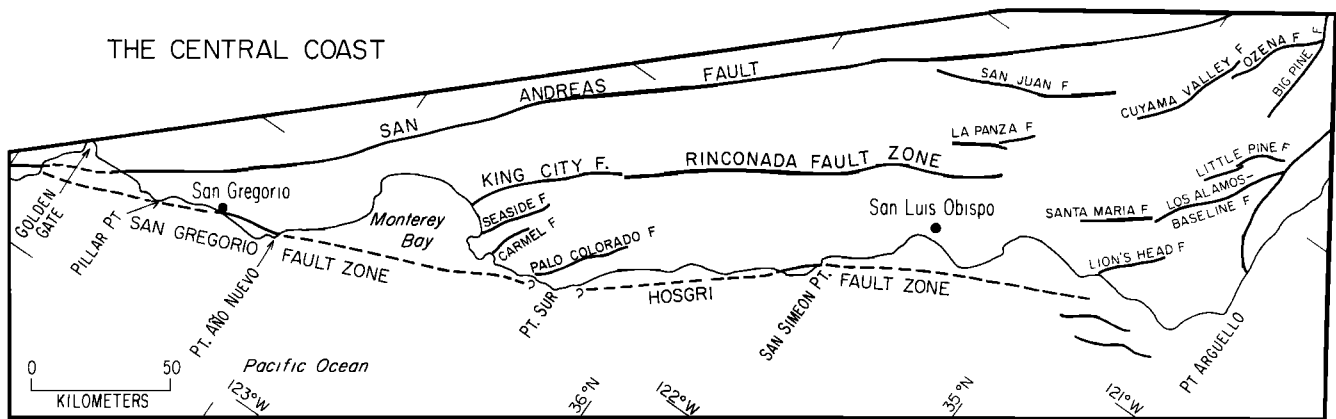 THE CENTRAL COAST
SAN ANDREAS FAULT
SAN JUAN F
CUYAMA VALLEY F
OZENA F
BIG PINE F
LA PANZA F
KING CITY F.
RINCONADA FAULT ZONE
LITTLE PINE F
San Gregorio
SEASIDE F
CARMEL F
PALO COLORADO F
Monterey
Bay
San Luis Obispo
SANTA MARIA F
LOS ALAMOS-
BASELINE F
LION'S HEAD F
GOLDEN
GATE
PILLAR PT
SAN GREGORIO FAULT ZONE
PT. AÑO NUEVO
PT. SUR
HOSGRI FAULT ZONE
SAN SIMEON PT.
PT ARGUELLO
Pacific Ocean
0 50
KILOMETERS
123°W
36°N
122°W
35°N
121°W